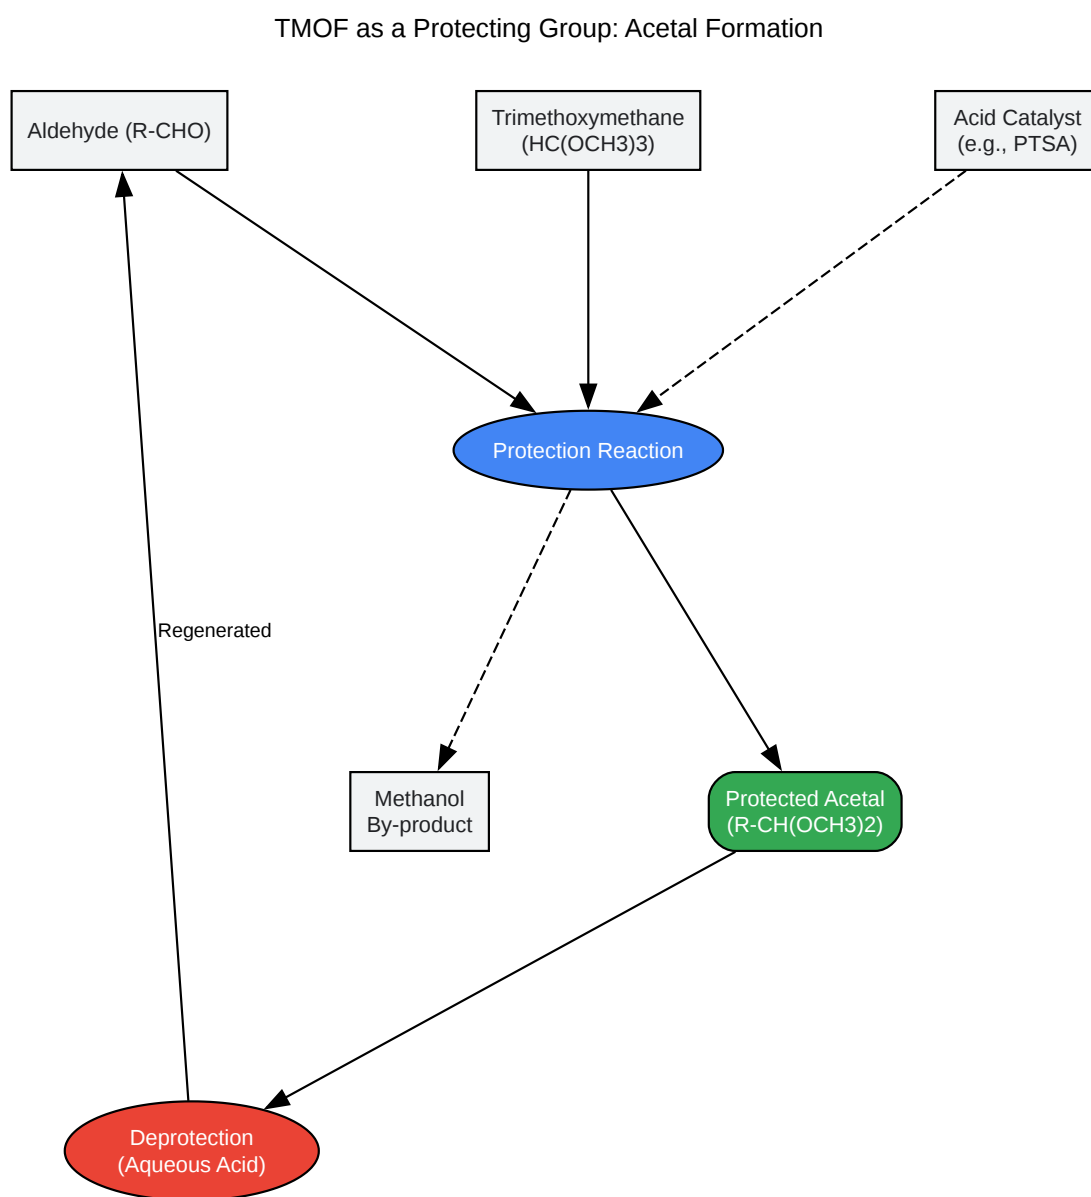 TMOF as a Protecting Group: Acetal Formation
Aldehyde (R-CHO)
Trimethoxymethane
(HC(OCH3)3)
Acid Catalyst
(e.g., PTSA)
Protection Reaction
Regenerated
Methanol
By-product
Protected Acetal
(R-CH(OCH3)2)
Deprotection
(Aqueous Acid)